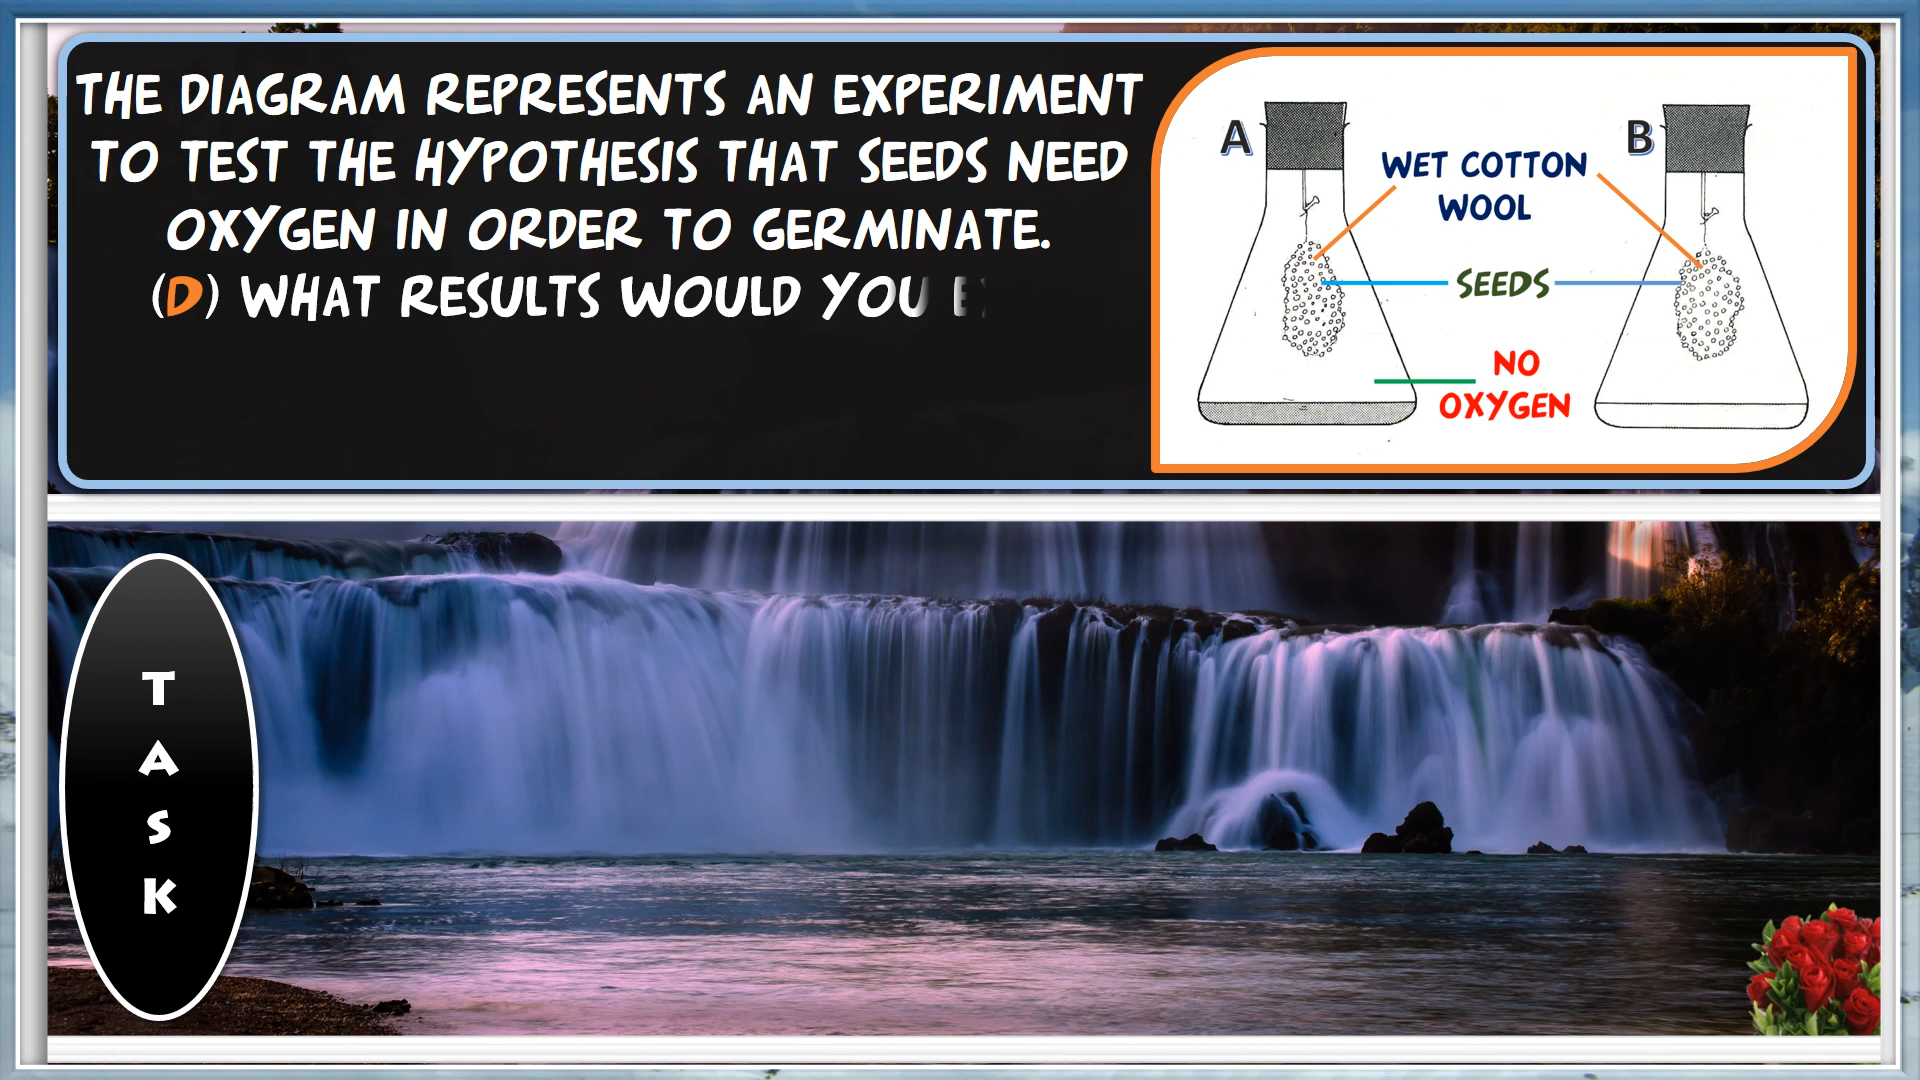 THE DIAGRAM REPRESENTS AN EXPERIMENT
TO TEST THE HYPOTHESIS THAT SEEDS NEED
OXYGEN IN ORDER TO GERMINATE.
(D) WHAT RESULTS WOULD YOU
A
B
WET COTTON
WOOL
SEEDS
NO
OXYGEN
T
A
S
K